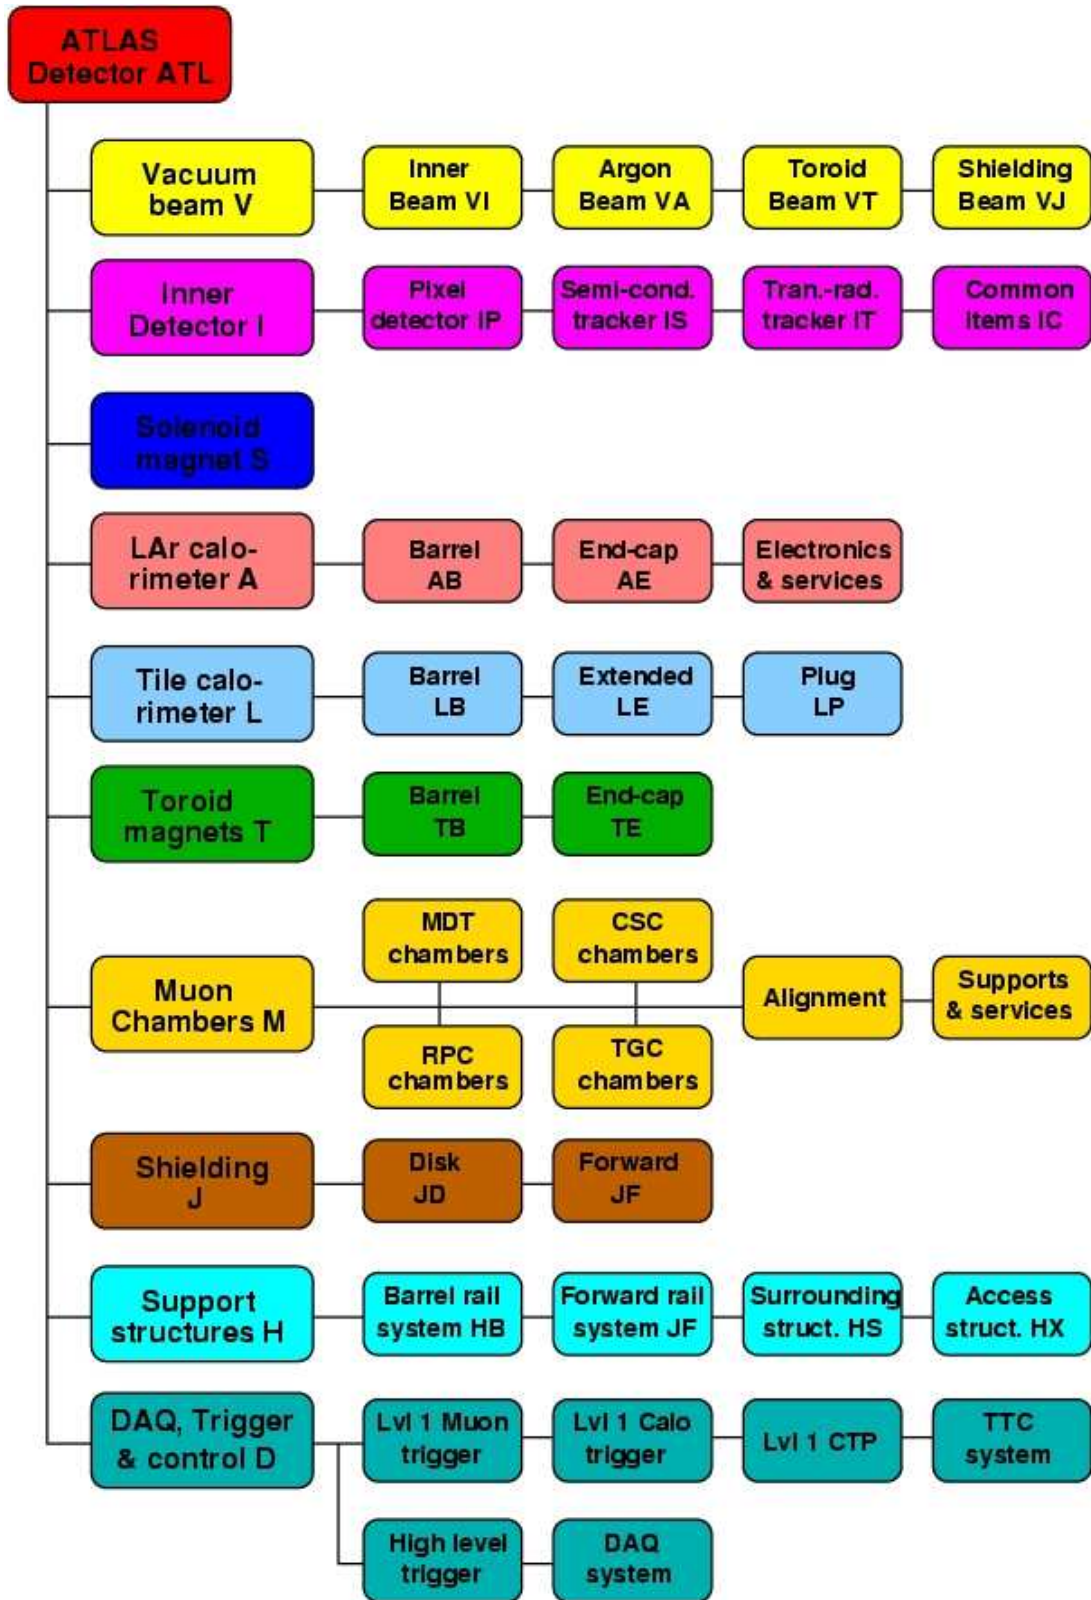 ATLAS
Detector ATL
Vacuum
beam V
Inner
Beam VI
Argon
Beam VA
Toroid
Beam VT
Shielding
Beam VJ
Inner
Detector I
Pixel
detector IP
Semi-cond.
tracker IS
Tran.-rad.
tracker IT
Common
items IC
Solenoid
magnet S
LAr calo-
rimeter A
Barrel
AB
End-cap
AE
Electronics
& services
Tile calo-
rimeter L
Barrel
LB
Extended
LE
Plug
LP
Toroid
magnets T
Barrel
TB
End-cap
TE
Muon
Chambers M
MDT
chambers
CSC
chambers
RPC
chambers
TGC
chambers
Alignment
Supports
& services
Shielding
J
Disk
JD
Forward
JF
Support
structures H
Barrel rail
system HB
Forward rail
system JF
Surrounding
struct. HS
Access
struct. HX
DAQ, Trigger
& control D
Lvl 1 Muon
trigger
Lvl 1 Calo
trigger
Lvl 1 CTP
TTC
system
High level
trigger
DAQ
system